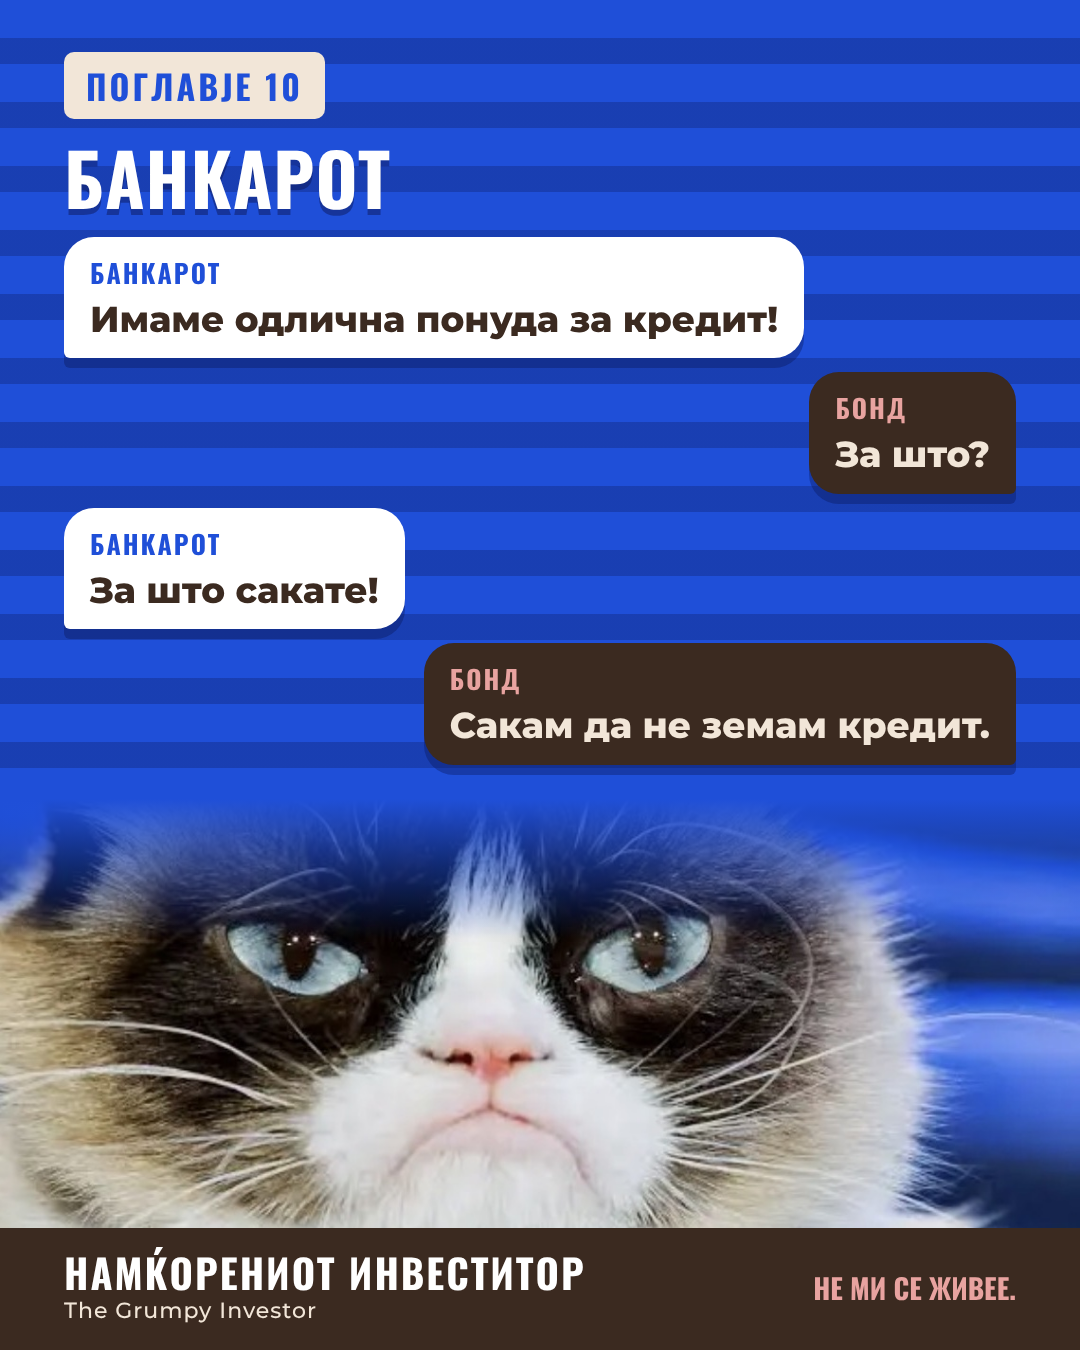 ПОГЛАВЈЕ 10
БАНКАРОТ
БАНКАРОТ
Имаме одлична понуда за кредит!
БОНД
За што?
БАНКАРОТ
За што сакате!
БОНД
Сакам да не земам кредит.
НАМЌОРЕНИОТ ИНВЕСТИТОР
The Grumpy Investor
НЕ МИ СЕ ЖИВЕЕ.